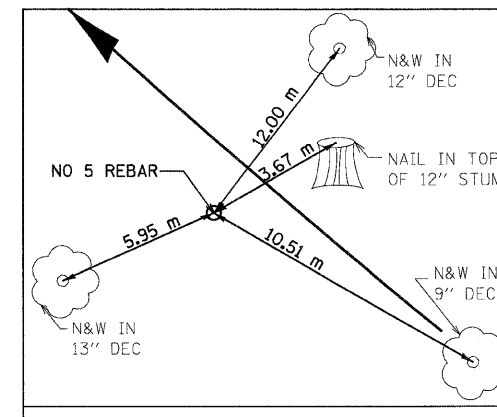 N&W IN
12" DEC
12.00 m
3.67 m
NAIL IN TOP
OF 12" STUM
NO 5 REBAR
5.95 m
10.51 m
N&W IN
9" DEC
N&W IN
13" DEC